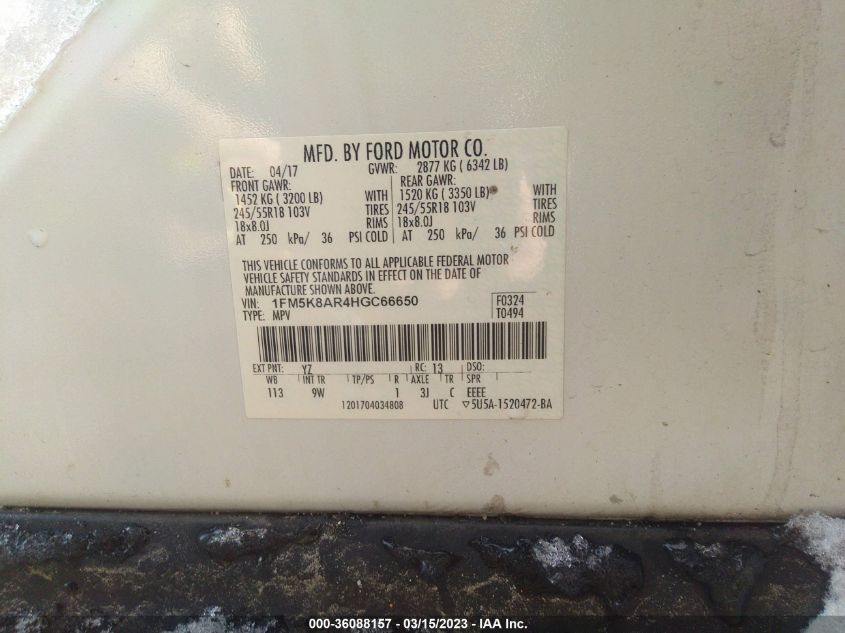 MFD. BY FORD MOTOR CO.
DATE: 04/17 GVWR: 2877 KG ( 6342 LB)
FRONT GAWR: REAR GAWR:
1452 KG ( 3200 LB) WITH 1520 KG ( 3350 LB) WITH
245/55R18 103V TIRES 245/55R18 103V TIRES
18x8.0J RIMS 18x8.0J RIMS
AT 250 kPa/ 36 PSI COLD AT 250 kPa/ 36 PSI COLD
THIS VEHICLE CONFORMS TO ALL APPLICABLE FEDERAL MOTOR
VEHICLE SAFETY STANDARDS IN EFFECT ON THE DATE OF
MANUFACTURE SHOWN ABOVE.
VIN: 1FM5K8AR4HGC66650 F0324
TYPE: MPV T0494
EXT PNT: YZ RC: 13 DSO:
WB INT TR TP/PS R AXLE TR SPR
113 9W 1 3J C EEEE
1201704034808 UTC ▽5U5A-1520472-BA
000-36088157 - 03/15/2023 - IAA Inc.